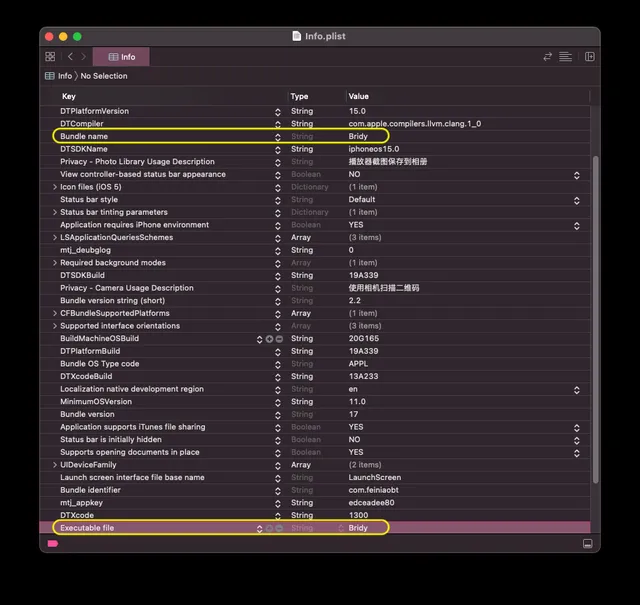 Info.plist
Info
Info 〉No Selection
Key Type Value
DTPlatformVersion String 15.0
DTCompiler String com.apple.compilers.llvm.clang.1_0
Bundle name String Bridy
DTSDKName String iphoneos15.0
Privacy - Photo Library Usage Description String 播放器截图保存到相册
View controller-based status bar appearance Boolean NO
Icon files (iOS 5) Dictionary (1 item)
Status bar style String Default
Status bar tinting parameters Dictionary (1 item)
Application requires iPhone environment Boolean YES
LSApplicationQueriesSchemes Array (3 items)
mtj_deubglog String 0
Required background modes Array (1 item)
DTSDKBuild String 19A339
Privacy - Camera Usage Description String 使用相机扫描二维码
Bundle version string (short) String 2.2
CFBundleSupportedPlatforms Array (1 item)
Supported interface orientations Array (3 items)
BuildMachineOSBuild String 20G165
DTPlatformBuild String 19A339
Bundle OS Type code String APPL
DTXcodeBuild String 13A233
Localization native development region String en
MinimumOSVersion String 11.0
Bundle version String 17
Application supports iTunes file sharing Boolean YES
Status bar is initially hidden Boolean NO
Supports opening documents in place Boolean YES
UIDeviceFamily Array (2 items)
Launch screen interface file base name String LaunchScreen
Bundle identifier String com.feiniaobt
mtj_appkey String edceadee80
DTXcode String 1300
Executable file String Bridy